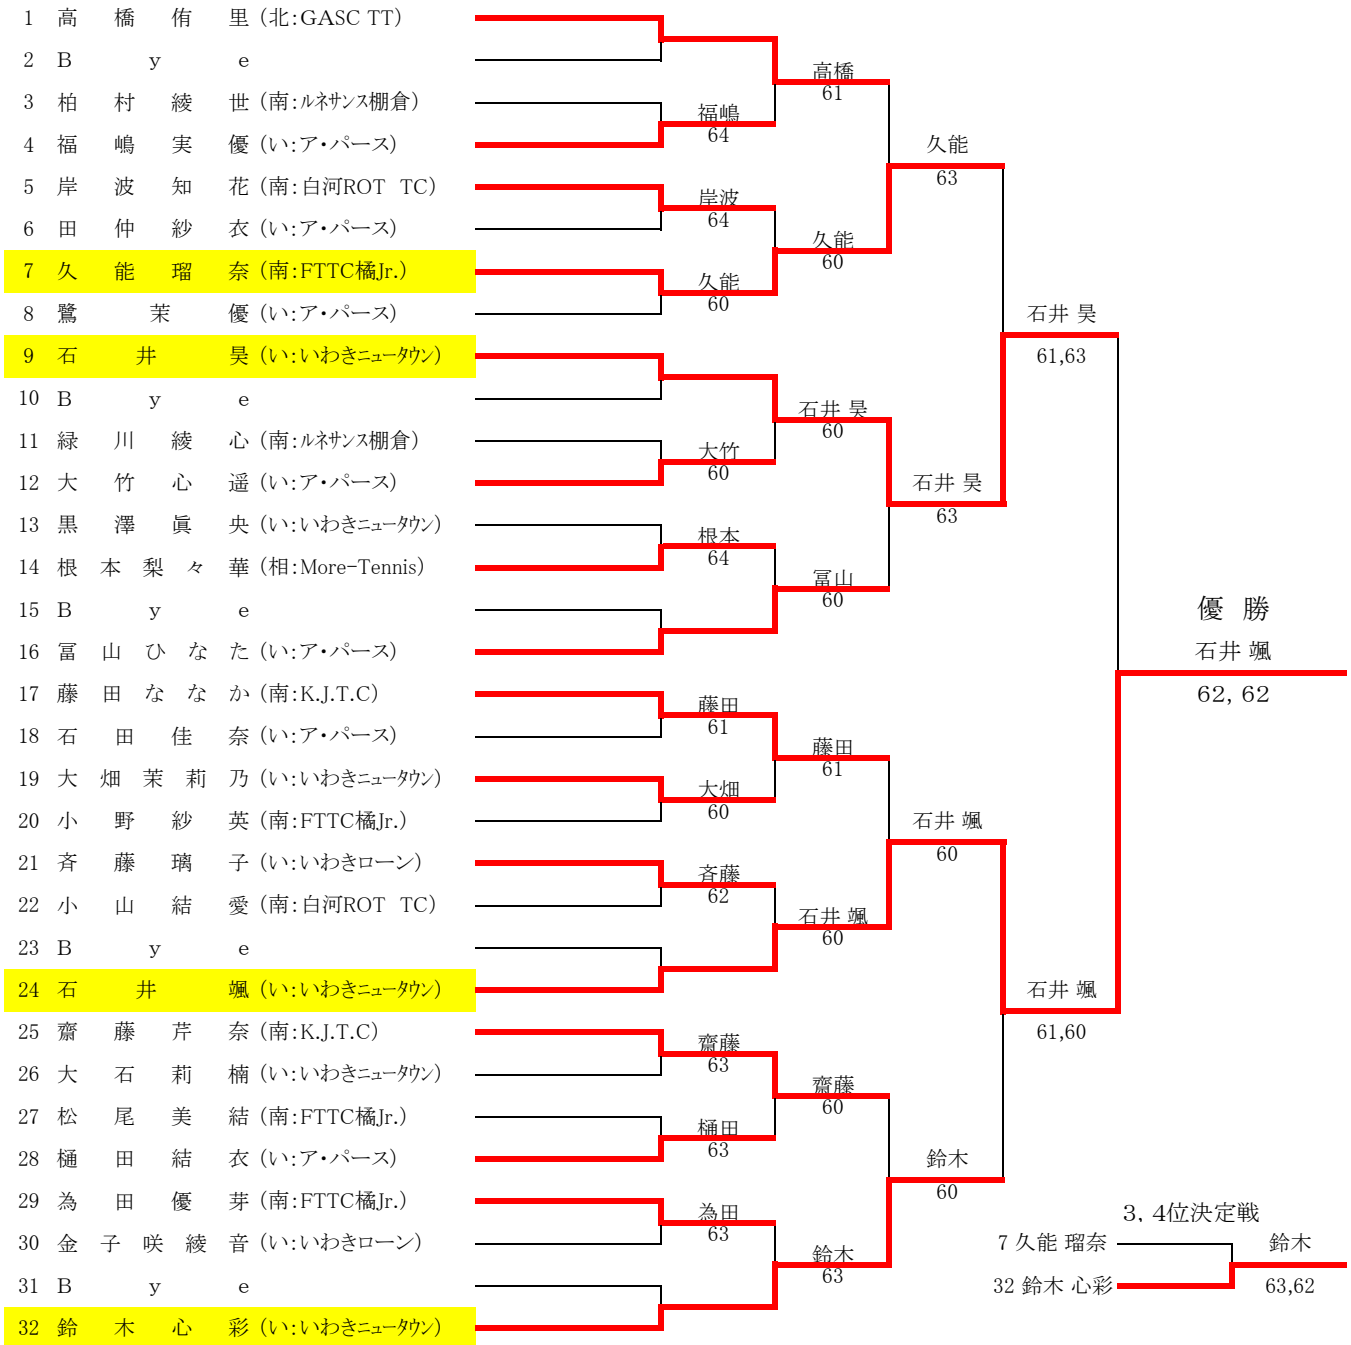 1 高橋侑里 (北:GASC TT)
2 Bye
3 柏村綾世 (南:ルネサンス棚倉)
4 福嶋実優 (い:ア・パース)
5 岸波知花 (南:白河ROT TC)
6 田仲紗衣 (い:ア・パース)
7 久能瑠奈 (南:FTTC橘Jr.)
8 鷺茉優 (い:ア・パース)
9 石井昊 (い:いわきニュータウン)
10 Bye
11 緑川綾心 (南:ルネサンス棚倉)
12 大竹心遥 (い:ア・パース)
13 黒澤眞央 (い:いわきニュータウン)
14 根本梨々華 (相:More-Tennis)
15 Bye
16 冨山ひなた (い:ア・パース)
17 藤田ななか (南:K.J.T.C)
18 石田佳奈 (い:ア・パース)
19 大畑茉莉乃 (い:いわきニュータウン)
20 小野紗英 (南:FTTC橘Jr.)
21 斉藤璃子 (い:いわきローン)
22 小山結愛 (南:白河ROT TC)
23 Bye
24 石井颯 (い:いわきニュータウン)
25 齋藤芹奈 (南:K.J.T.C)
26 大石莉楠 (い:いわきニュータウン)
27 松尾美結 (南:FTTC橘Jr.)
28 樋田結衣 (い:ア・パース)
29 為田優芽 (南:FTTC橘Jr.)
30 金子咲綾音 (い:いわきローン)
31 Bye
32 鈴木心彩 (い:いわきニュータウン)
福嶋
64
岸波
64
久能
60
大竹
60
根本
64
藤田
61
大畑
60
斉藤
62
齋藤
63
樋田
63
為田
63
高橋
61
久能
60
石井 昊
60
冨山
60
藤田
61
石井 颯
60
齋藤
60
鈴木
63
久能
63
石井 昊
63
石井 颯
60
鈴木
60
石井 昊
61,63
石井 颯
61,60
優 勝
石井 颯
62, 62
3, 4位決定戦
7 久能 瑠奈
32 鈴木 心彩
鈴木
63,62